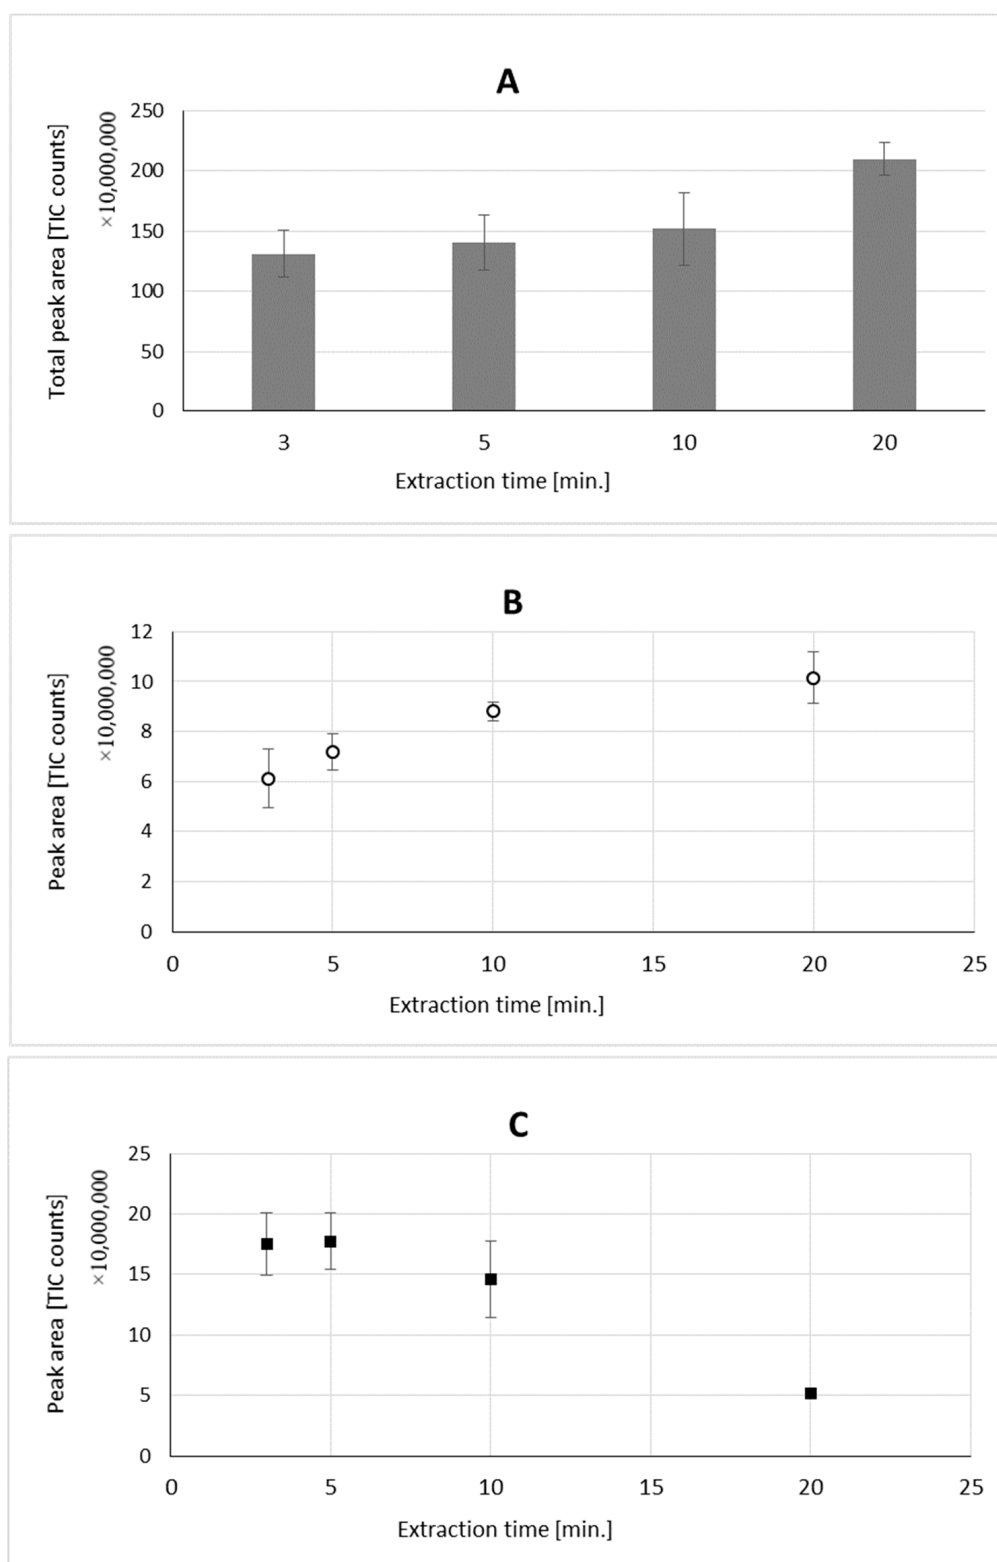 A
Total peak area [TIC counts]
×10,000,000
250
200
150
100
50
0
3 5 10 20
Extraction time [min.]
B
Peak area [TIC counts]
×10,000,000
12
10
8
6
4
2
0
0 5 10 15 20 25
Extraction time [min.]
C
Peak area [TIC counts]
×10,000,000
25
20
15
10
5
0
0 5 10 15 20 25
Extraction time [min.]